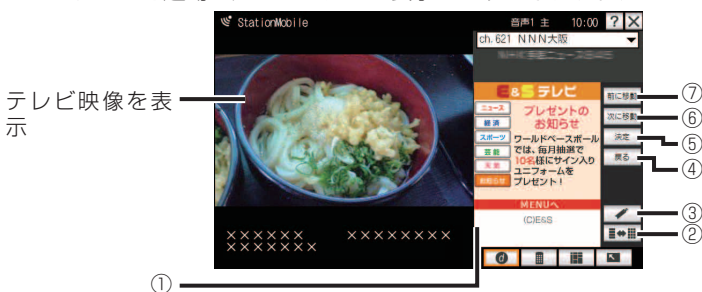 StationMobile 音声1 主 10:00 ? ×
ch.621 NNN大阪
テレビ映像を表
示
E&Sテレビ
ニュース
経済
スポーツ
芸能
天気
お知らせ
プレゼントの
お知らせ
ワールドベースボール
では、毎月抽選で
10名様にサイン入り
ユニフォームを
プレゼント!
MENUへ
(C)E&S
××××××　××××××××
×××××××
前に移動
次に移動
決定
戻る
d
⑦
⑥
⑤
④
③
②
①